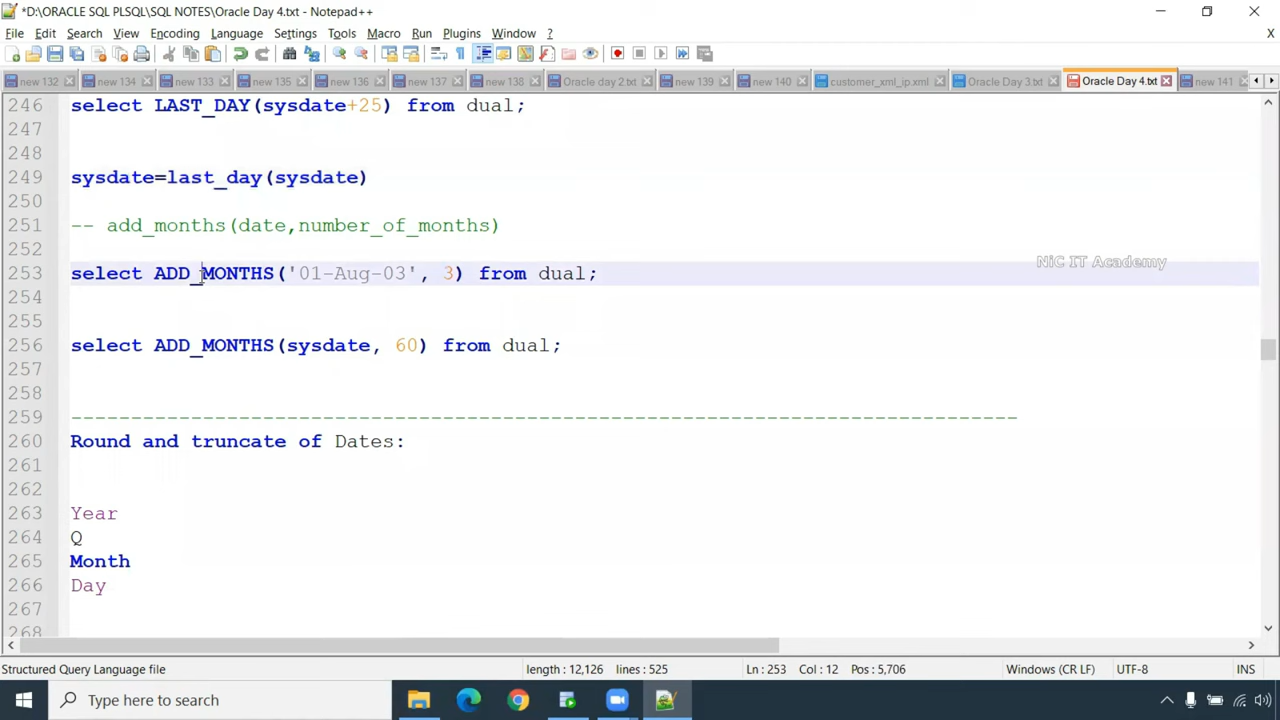 *D:\ORACLE SQL PLSQL\SQL NOTES\Oracle Day 4.txt - Notepad++
File Edit Search View Encoding Language Settings Tools Macro Run Plugins Window ?
X
new 132 new 134 new 133 new 135 new 136 new 137 new 138 Oracle day 2.txt new 139 new 140 customer_xml_ip.xml Oracle Day 3.txt Oracle Day 4.txt new 141
246 select LAST_DAY(sysdate+25) from dual;
247
248
249 sysdate=last_day(sysdate)
250
251 -- add_months(date,number_of_months)
252
NiC IT Academy
253 select ADD_MONTHS('01-Aug-03', 3) from dual;
254
255
256 select ADD_MONTHS(sysdate, 60) from dual;
257
258
259 -------------------------------------------------------------------------------
260 Round and truncate of Dates:
261
262
263 Year
264 Q
265 Month
266 Day
267
268
Structured Query Language file length : 12,126 lines : 525 Ln : 253 Col : 12 Pos : 5,706 Windows (CR LF) UTF-8 INS
Type here to search